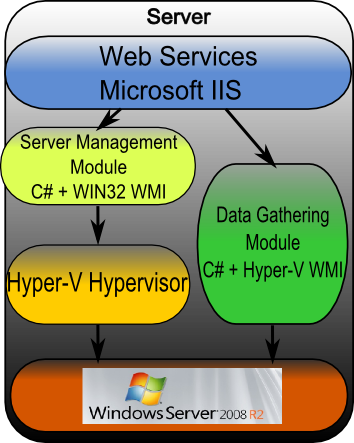 Server
Web Services
Microsoft IIS
Server Management
Module
C# + WIN32 WMI
Data Gathering
Module
C# + Hyper-V WMI
Hyper-V Hypervisor
Windows Server 2008 R2